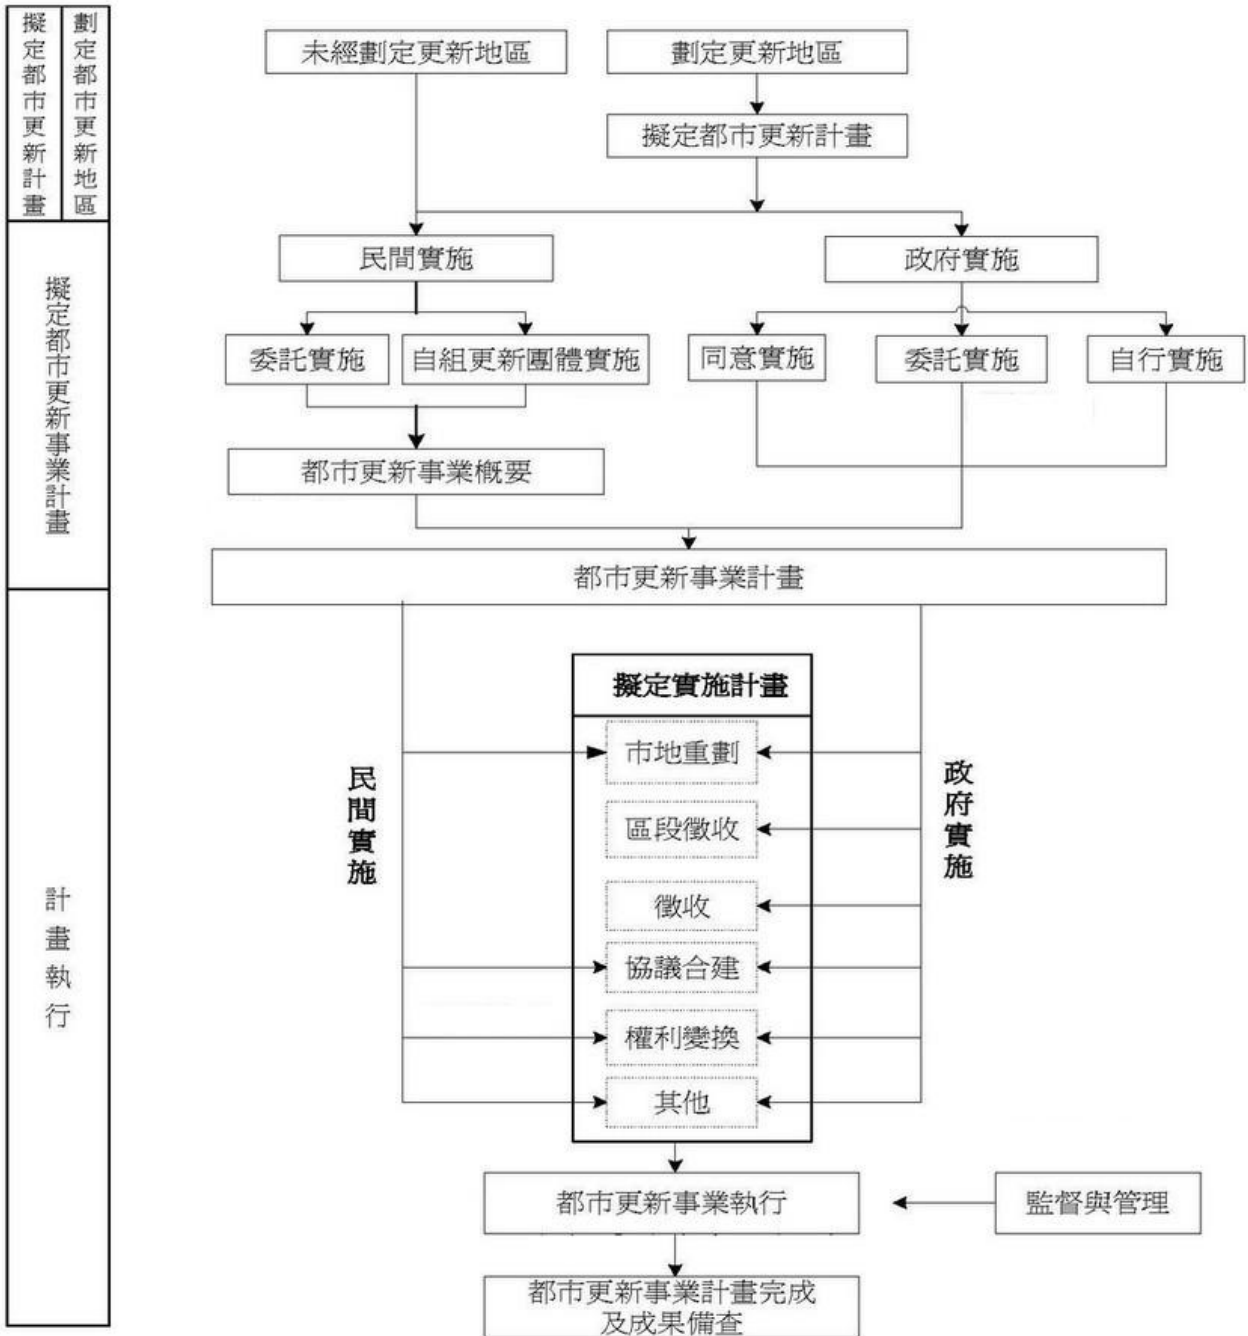 擬定都市更新計畫
劃定都市更新地區
未經劃定更新地區
劃定更新地區
擬定都市更新計畫
擬定都市更新事業計畫
民間實施
政府實施
委託實施
自組更新團體實施
同意實施
委託實施
自行實施
都市更新事業概要
都市更新事業計畫
計畫執行
民間實施
擬定實施計畫
市地重劃
區段徵收
徵收
協議合建
權利變換
其他
政府實施
都市更新事業執行
監督與管理
都市更新事業計畫完成
及成果備查